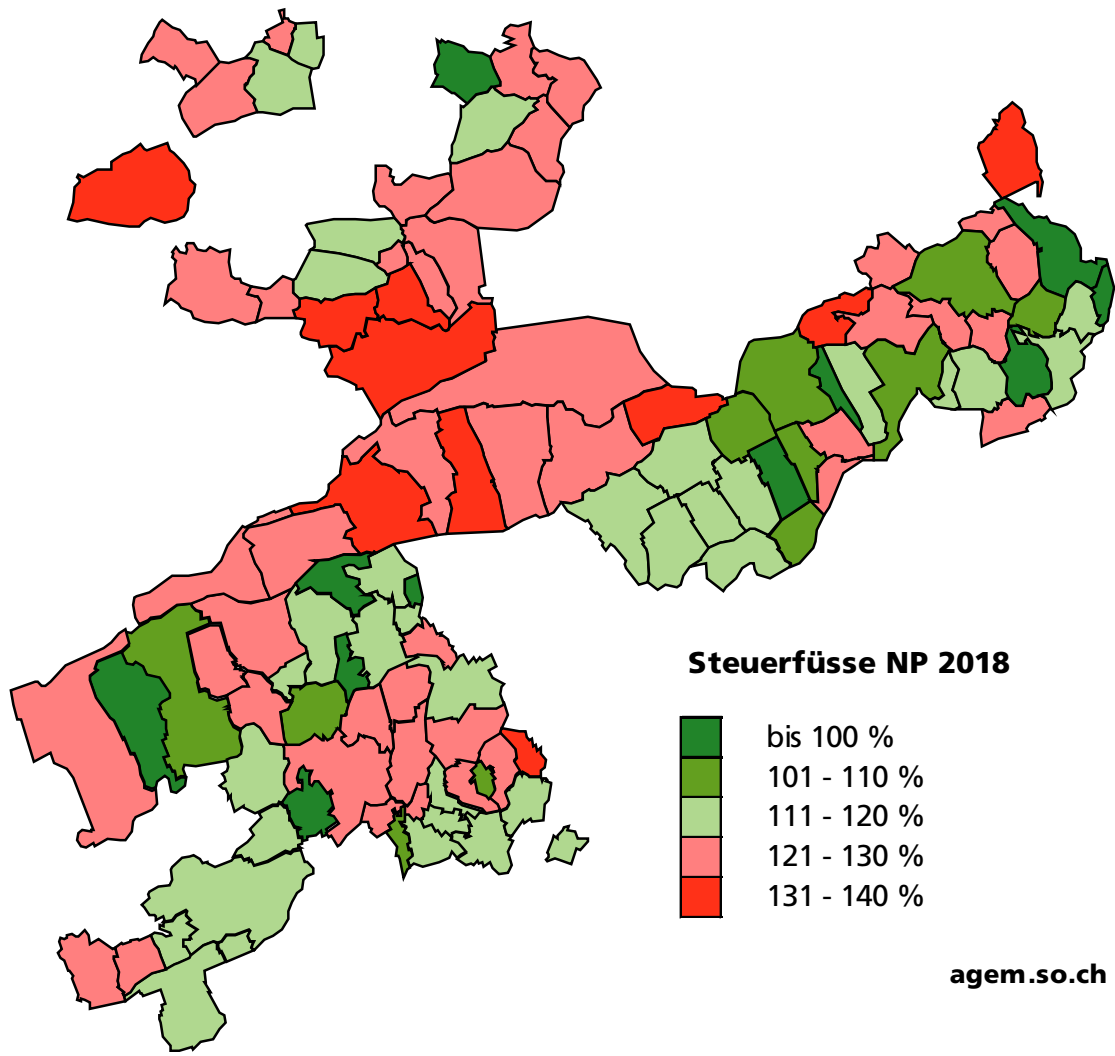 Steuerfüsse NP 2018
bis 100 %
101 - 110 %
111 - 120 %
121 - 130 %
131 - 140 %
agem.so.ch